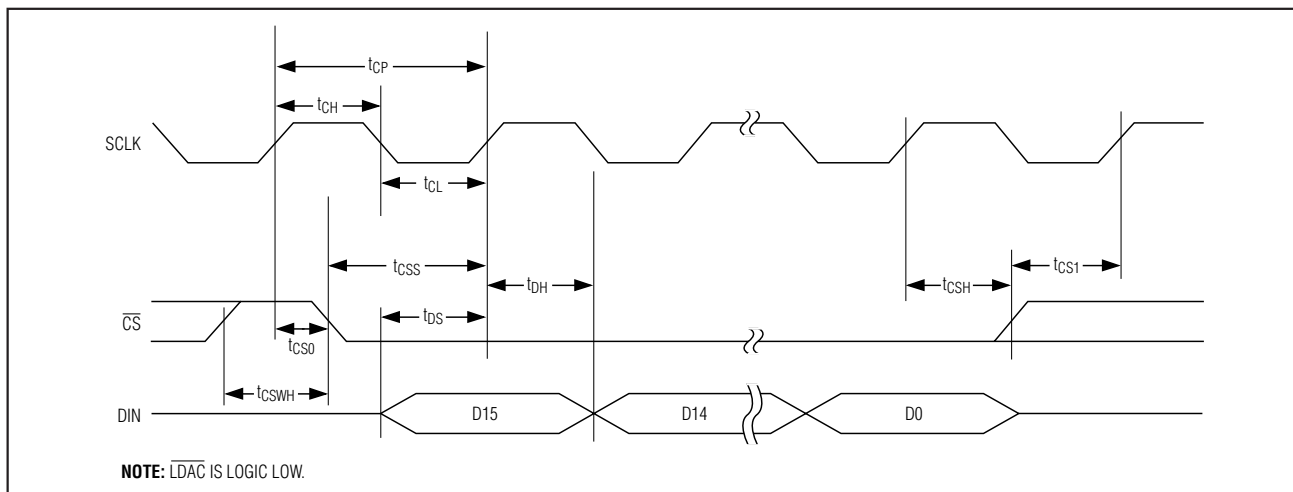 tCP
tCH
SCLK
tCL
tCSS
tDH
tCSH
tCS1
CS
tDS
tCS0
tCSWH
DIN
D15
D14
D0
NOTE: LDAC IS LOGIC LOW.